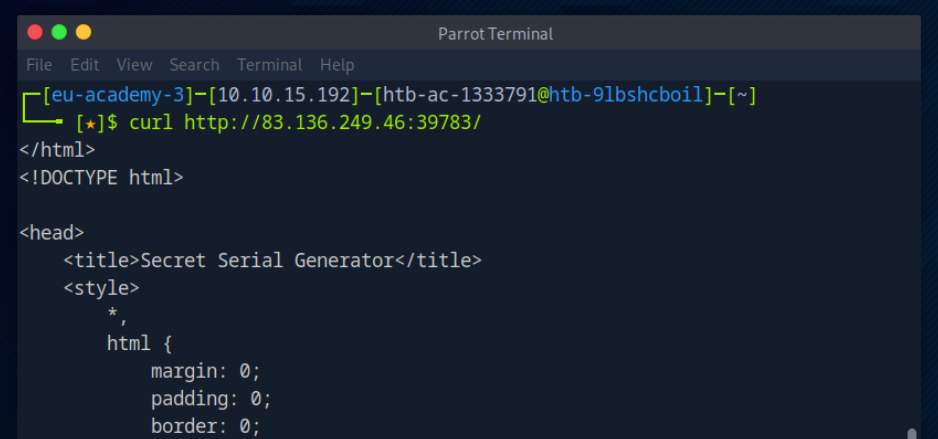 Parrot Terminal
File Edit View Search Terminal Help
┌─[eu-academy-3]─[10.10.15.192]─[htb-ac-1333791@htb-9lbshcboil]─[~]
└──╼ [★]$ curl http://83.136.249.46:39783/
</html>
<!DOCTYPE html>
<head>
    <title>Secret Serial Generator</title>
    <style>
        *,
        html {
            margin: 0;
            padding: 0;
            border: 0;